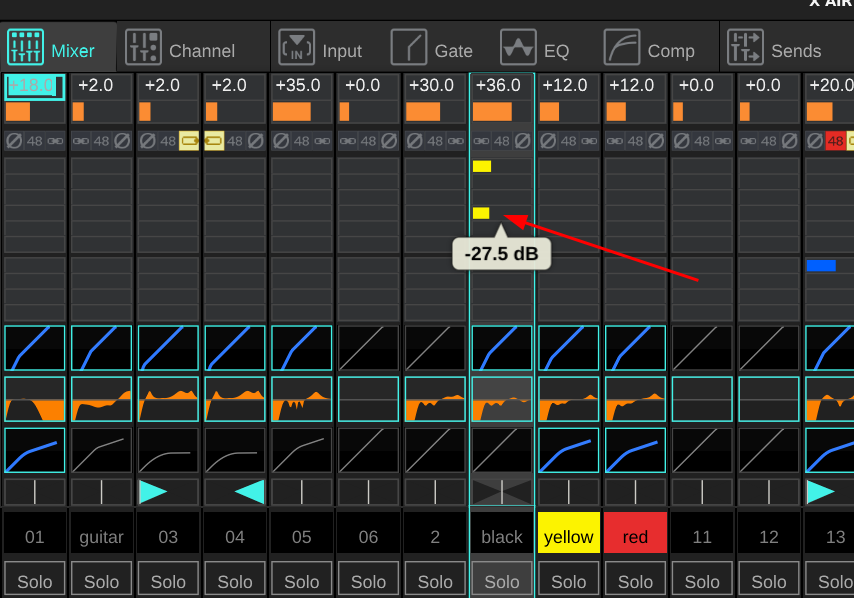 X AIR
Mixer Channel Input Gate EQ Comp Sends
+18.0 +2.0 +2.0 +2.0 +35.0 +0.0 +30.0 +36.0 +12.0 +12.0 +0.0 +0.0 +20.0
48 48 48 48 48 48 48 48 48 48 48 48 48
-27.5 dB
01 guitar 03 04 05 06 2 black yellow red 11 12 13
Solo Solo Solo Solo Solo Solo Solo Solo Solo Solo Solo Solo Solo